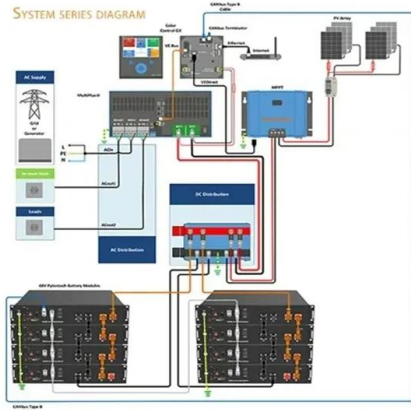 SYSTEM SERIES DIAGRAM
CANbus Type B
Cable
Color
Control GX
CANbus Terminator
PV Array
VE.Bus
Ethernet
Internet
AC Supply
Grid
or
Generator
MultiPlus-II
VE.Direct
MPPT
L
PE
N
ACin
ACout1
Loads
ACout2
AC Distribution
DC Distribution
48V Pylontech Battery Modules
CANbus Type B